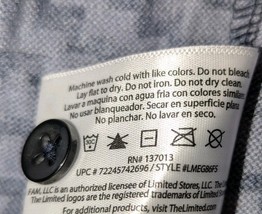 Machine wash cold with like colors. Do not bleach
Lay flat to dry. Do not iron. Do not dry clean.
Lavar a maquina con agua fria con colores similares
No usar blanqueador. Secar en superficie plana
No planchar. No lavar en seco.
RN# 137013
UPC # 72245742696 / STYLE #LMEG86F5
FAM, LLC is an authorized licensee of Limited Stores, LLC. The
The Limited logos are the registered trademarks of Limited
For additional products, visit TheLimited.com